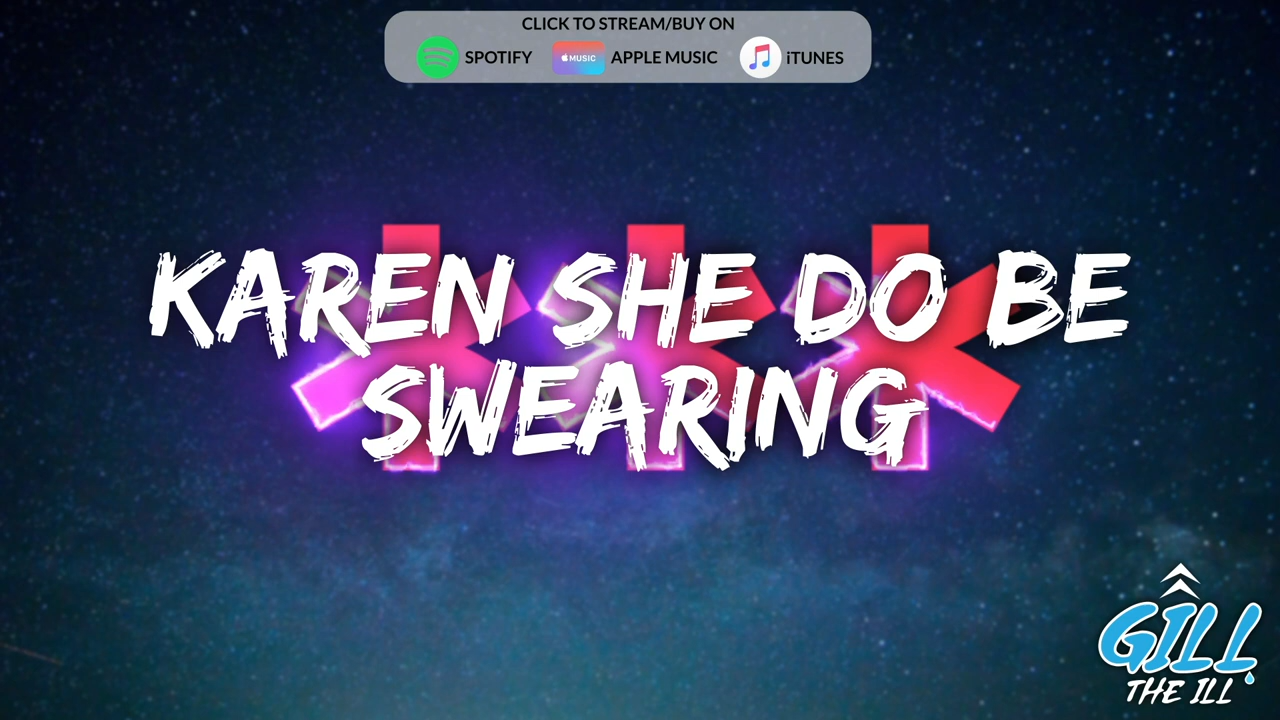 CLICK TO STREAM/BUY ON
SPOTIFY MUSIC APPLE MUSIC iTUNES
KAREN SHE DO BE
SWEARING
GILL
THE ILL